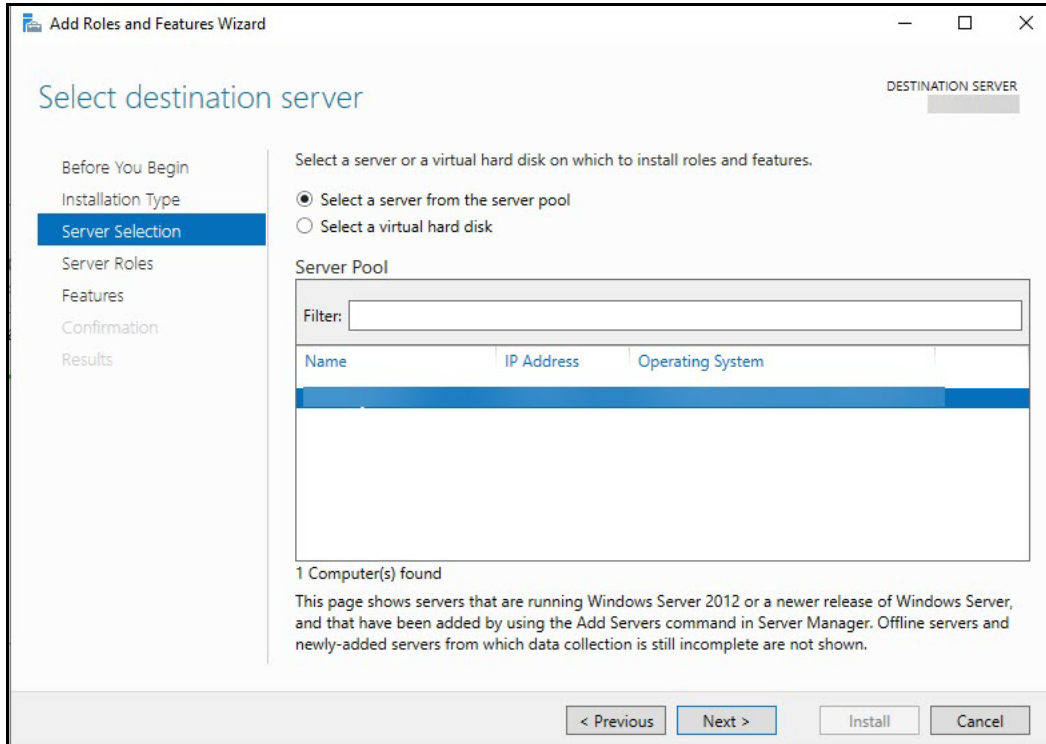 Add Roles and Features Wizard
Select destination server
DESTINATION SERVER
Before You Begin
Installation Type
Server Selection
Server Roles
Features
Confirmation
Results
Select a server or a virtual hard disk on which to install roles and features.
Select a server from the server pool
Select a virtual hard disk
Server Pool
Filter:
Name IP Address Operating System
1 Computer(s) found
This page shows servers that are running Windows Server 2012 or a newer release of Windows Server,
and that have been added by using the Add Servers command in Server Manager. Offline servers and
newly-added servers from which data collection is still incomplete are not shown.
< Previous Next > Install Cancel